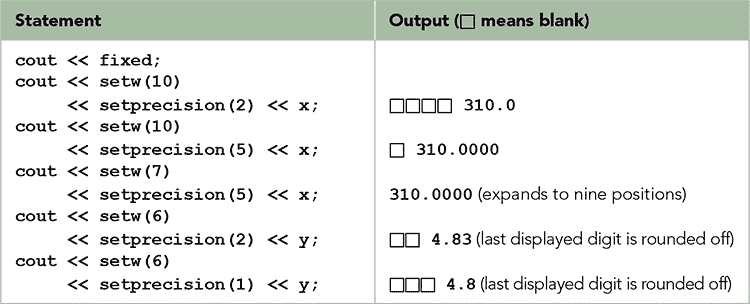 Statement Output (□ means blank)
cout << fixed;
cout << setw(10)
<< setprecision(2) << x; □□□□ 310.0
cout << setw(10)
<< setprecision(5) << x; □ 310.0000
cout << setw(7)
<< setprecision(5) << x; 310.0000 (expands to nine positions)
cout << setw(6)
<< setprecision(2) << y; □□ 4.83 (last displayed digit is rounded off)
cout << setw(6)
<< setprecision(1) << y; □□□ 4.8 (last displayed digit is rounded off)